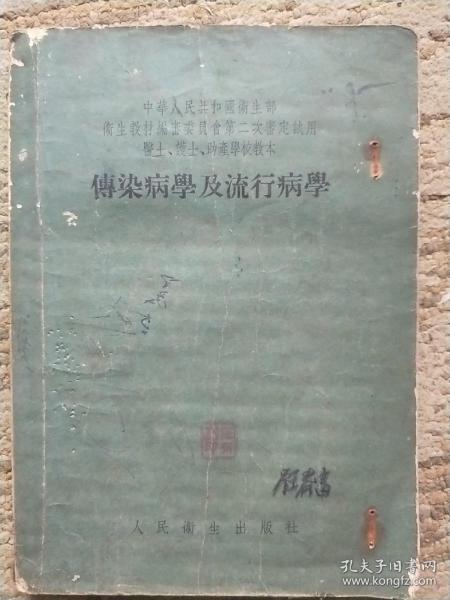 中華人民共和國衛生部
衛生敎材編審委員會第二次審定試用
醫士、護士、助產學校敎本
傳染病學及流行病學
人民衛生出版社
孔夫子旧书网
www.kongfz.com